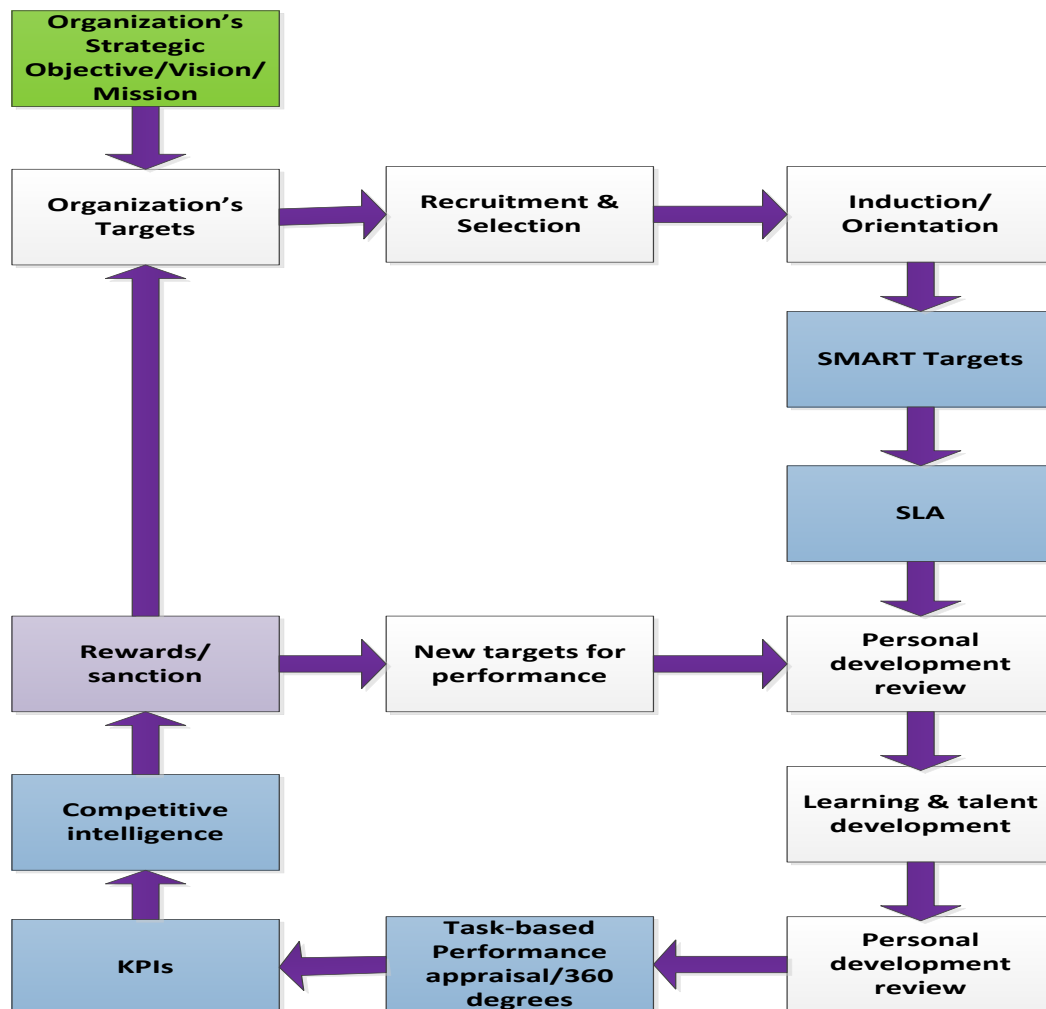 Organization’s
Strategic
Objective/Vision/
Mission
Organization’s
Targets
Recruitment &
Selection
Induction/
Orientation
SMART Targets
SLA
Rewards/
sanction
New targets for
performance
Personal
development
review
Competitive
intelligence
Learning & talent
development
KPIs
Task-based
Performance
appraisal/360
degrees
Personal
development
review